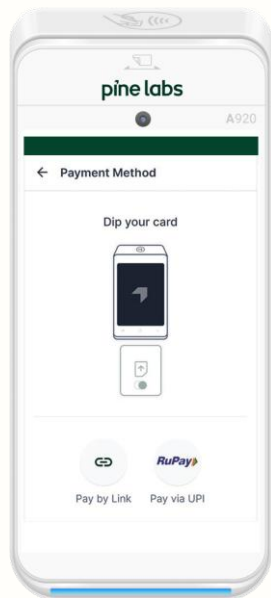 pine labs
A920
Payment Method
Dip your card
RuPay
Pay by Link Pay via UPI